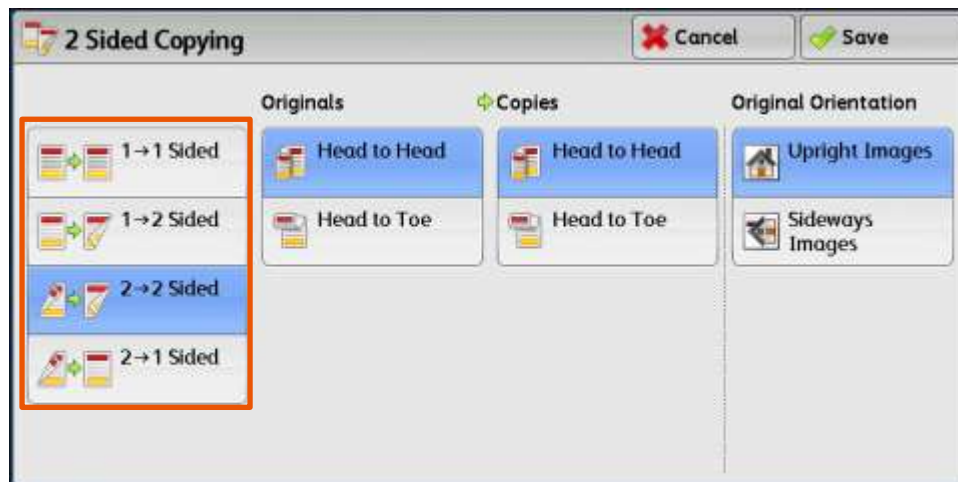 2 Sided Copying
Cancel
Save
Originals
Copies
Original Orientation
1→1 Sided
Head to Head
Head to Head
Upright Images
1→2 Sided
Head to Toe
Head to Toe
Sideways
Images
2→2 Sided
2→1 Sided